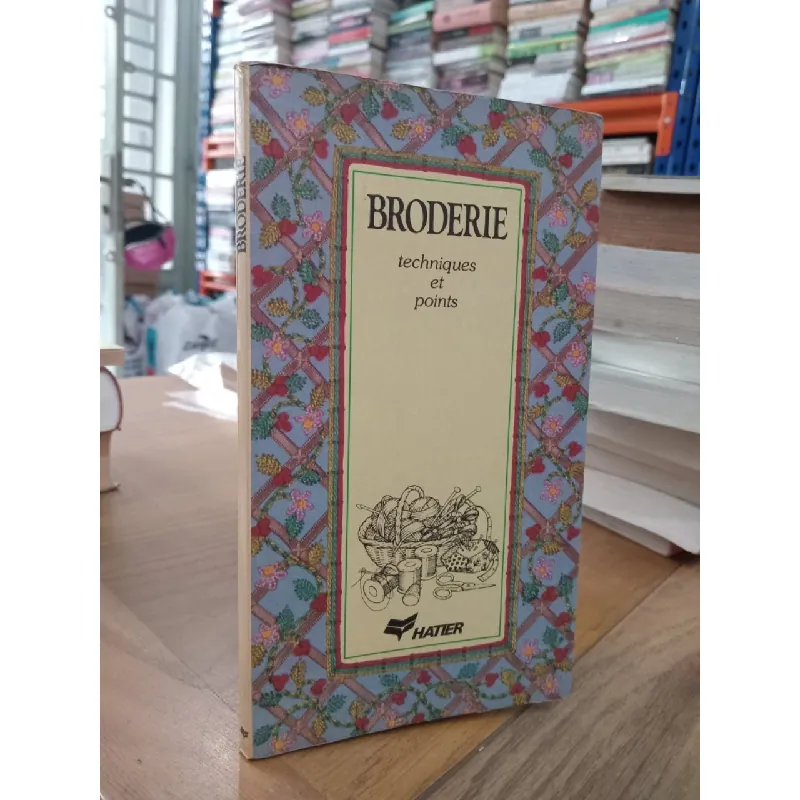 BRODERIE
techniques
et
points
HATIER
BRODERIE